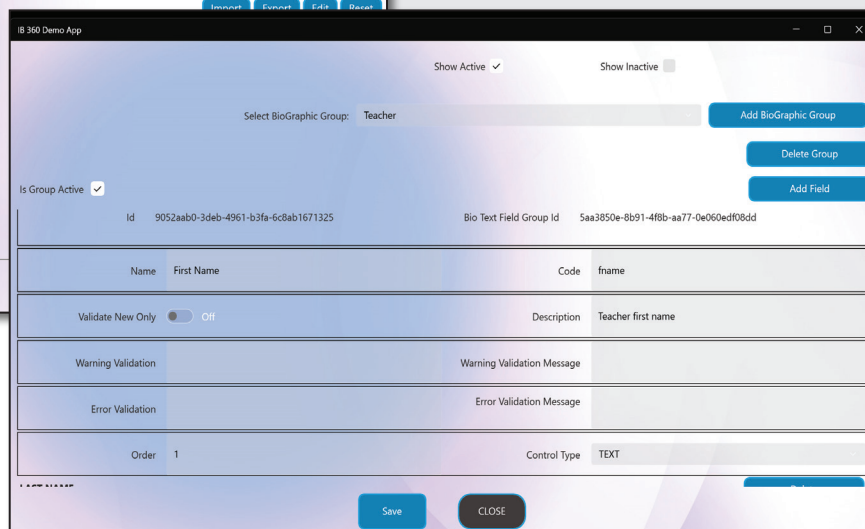 Import Export Edit Reset
IB 360 Demo App
Show Active Show Inactive
Select BioGraphic Group: Teacher Add BioGraphic Group
Delete Group
Is Group Active Add Field
Id 9052aab0-3deb-4961-b3fa-6c8ab1671325 Bio Text Field Group Id 5aa3850e-8b91-4f8b-aa77-0e060edf08dd
Name First Name Code fname
Validate New Only Off Description Teacher first name
Warning Validation Warning Validation Message
Error Validation Error Validation Message
Order 1 Control Type TEXT
LAST NAME
Save CLOSE